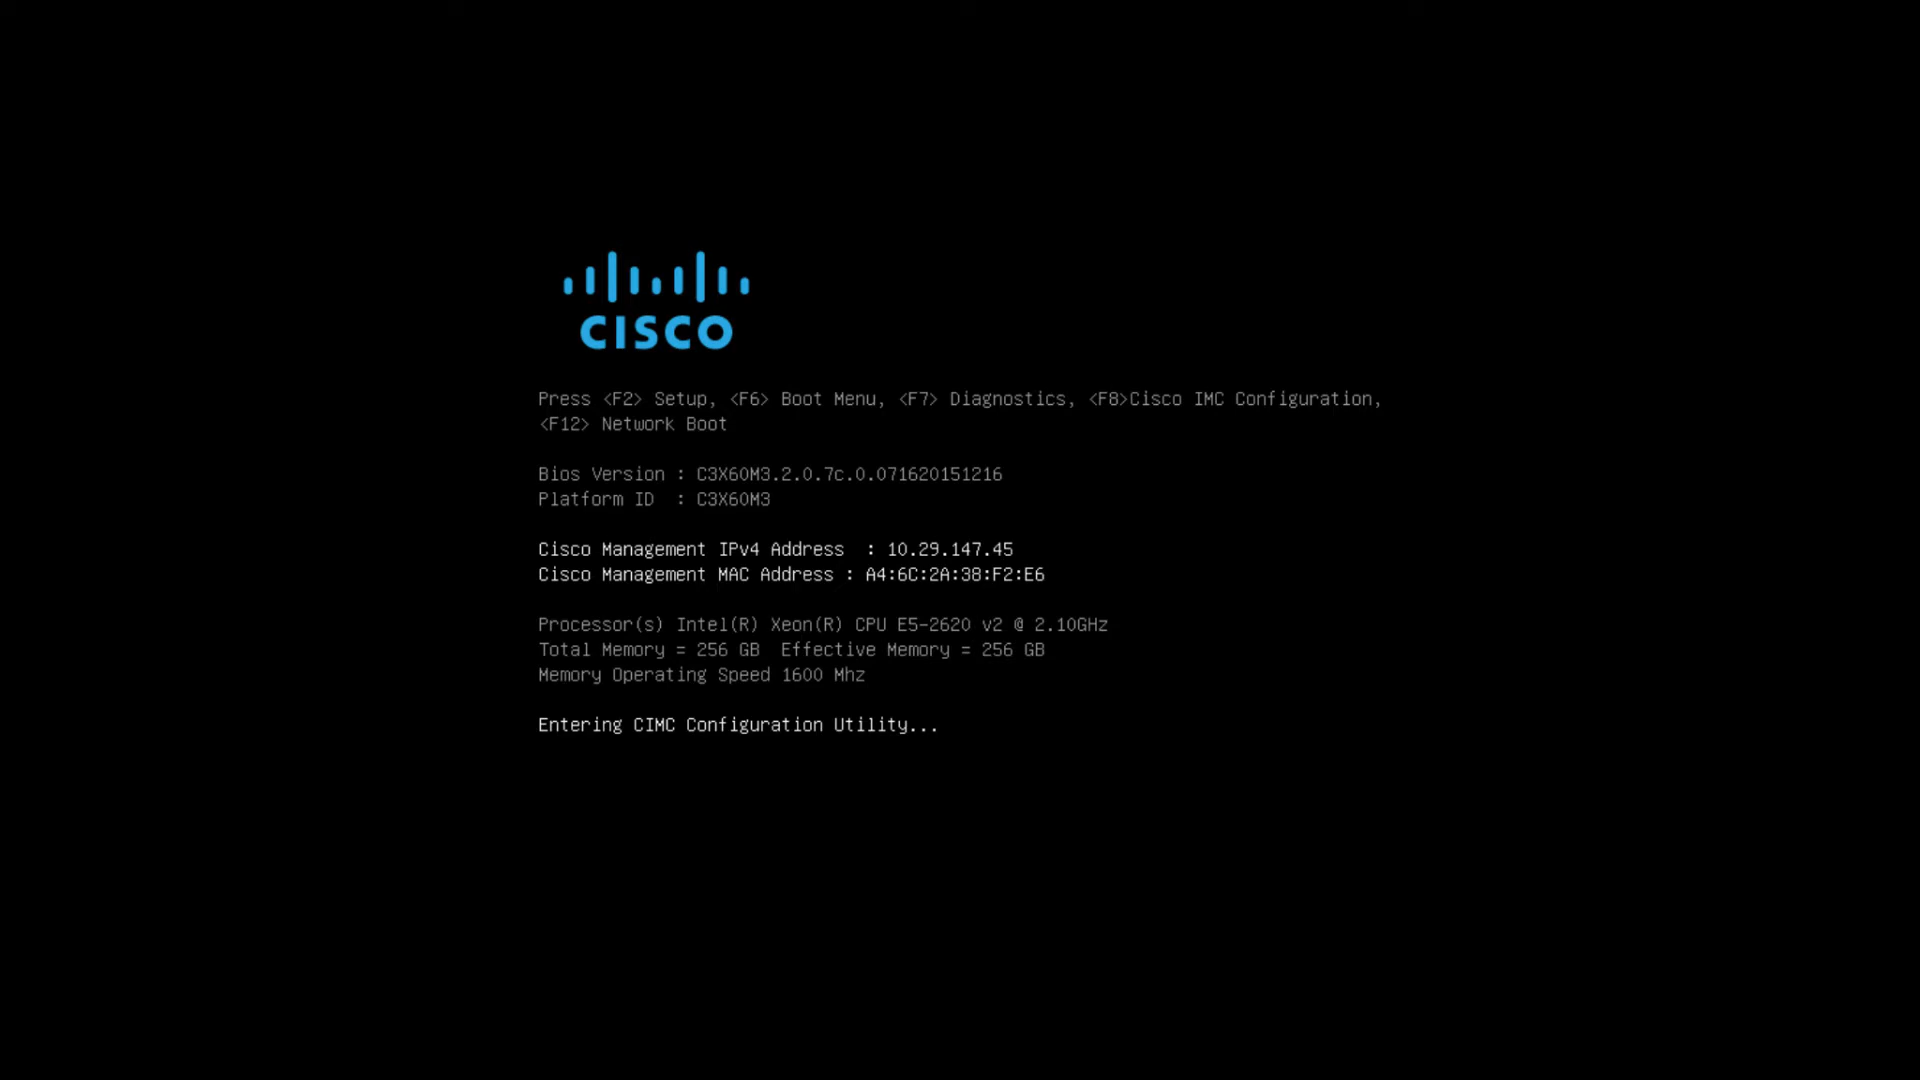 CISCO
Press <F2> Setup, <F6> Boot Menu, <F7> Diagnostics, <F8>Cisco IMC Configuration,
<F12> Network Boot
Bios Version : C3X60M3.2.0.7c.0.071620151216
Platform ID  : C3X60M3
Cisco Management IPv4 Address  : 10.29.147.45
Cisco Management MAC Address : A4:6C:2A:38:F2:E6
Processor(s) Intel(R) Xeon(R) CPU E5-2620 v2 @ 2.10GHz
Total Memory = 256 GB  Effective Memory = 256 GB
Memory Operating Speed 1600 Mhz
Entering CIMC Configuration Utility...